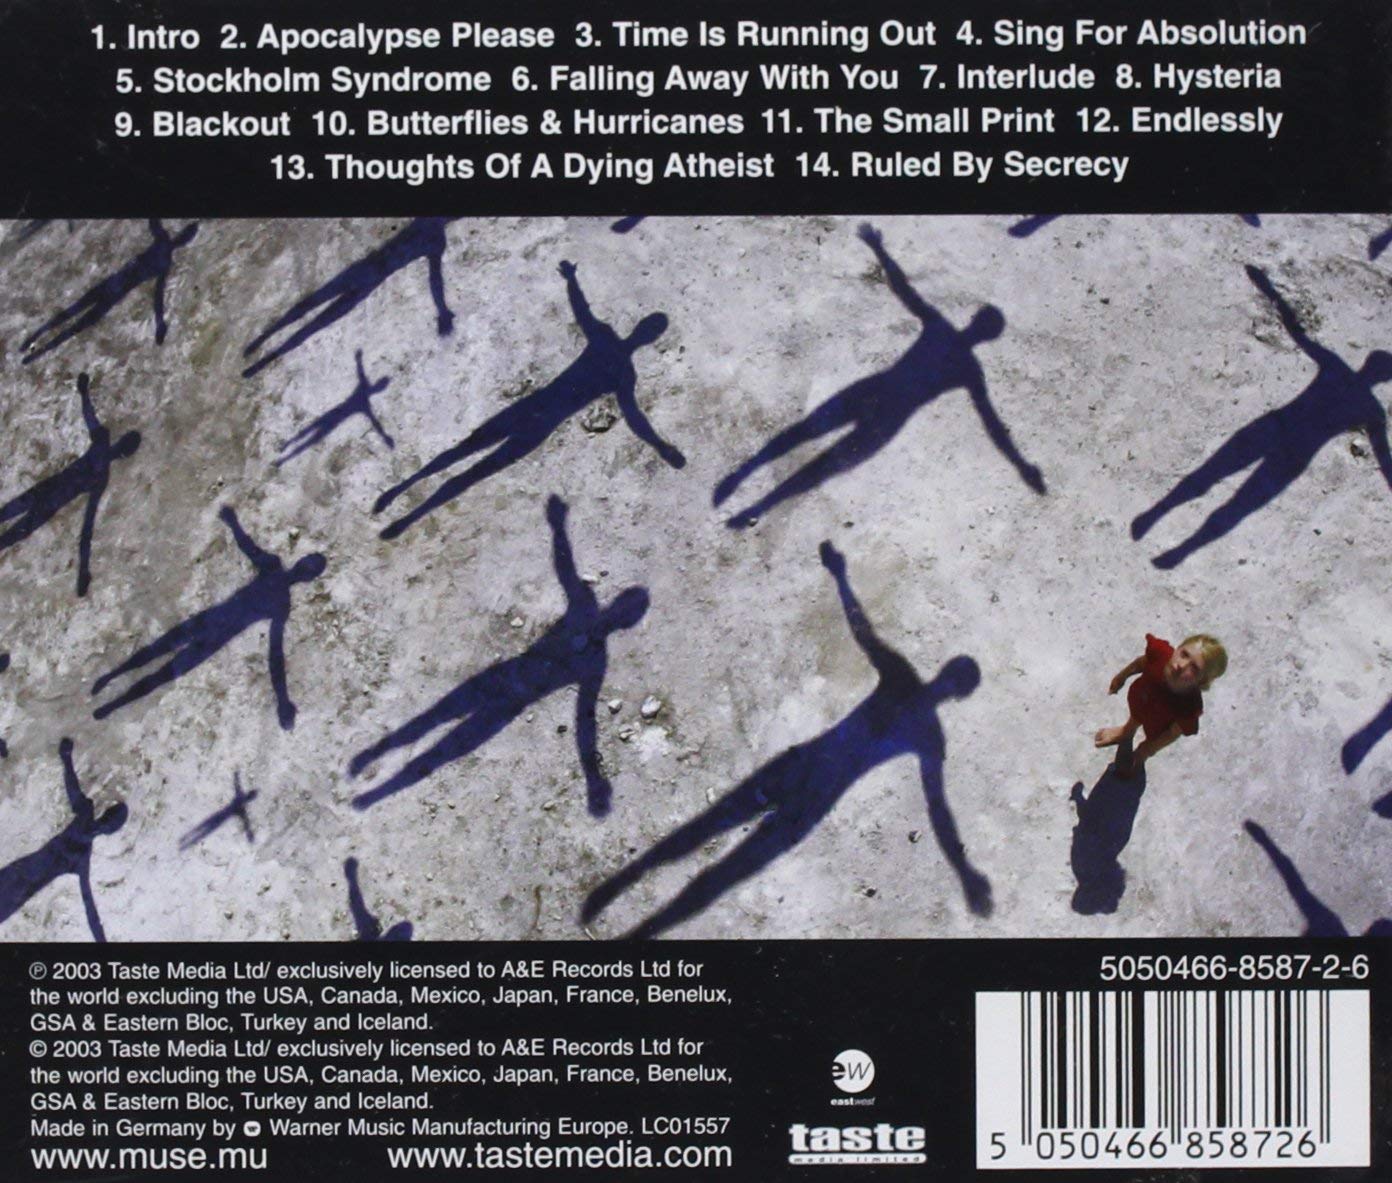 1. Intro 2. Apocalypse Please 3. Time Is Running Out 4. Sing For Absolution
5. Stockholm Syndrome 6. Falling Away With You 7. Interlude 8. Hysteria
9. Blackout 10. Butterflies & Hurricanes 11. The Small Print 12. Endlessly
13. Thoughts Of A Dying Atheist 14. Ruled By Secrecy
℗ 2003 Taste Media Ltd/ exclusively licensed to A&E Records Ltd for
the world excluding the USA, Canada, Mexico, Japan, France, Benelux,
GSA & Eastern Bloc, Turkey and Iceland.
© 2003 Taste Media Ltd/ exclusively licensed to A&E Records Ltd for
the world excluding the USA, Canada, Mexico, Japan, France, Benelux,
GSA & Eastern Bloc, Turkey and Iceland.
Made in Germany by Warner Music Manufacturing Europe. LC01557
www.muse.mu www.tastemedia.com
ew
eastwest
taste
media limited
5050466-8587-2-6
5 050466 858726